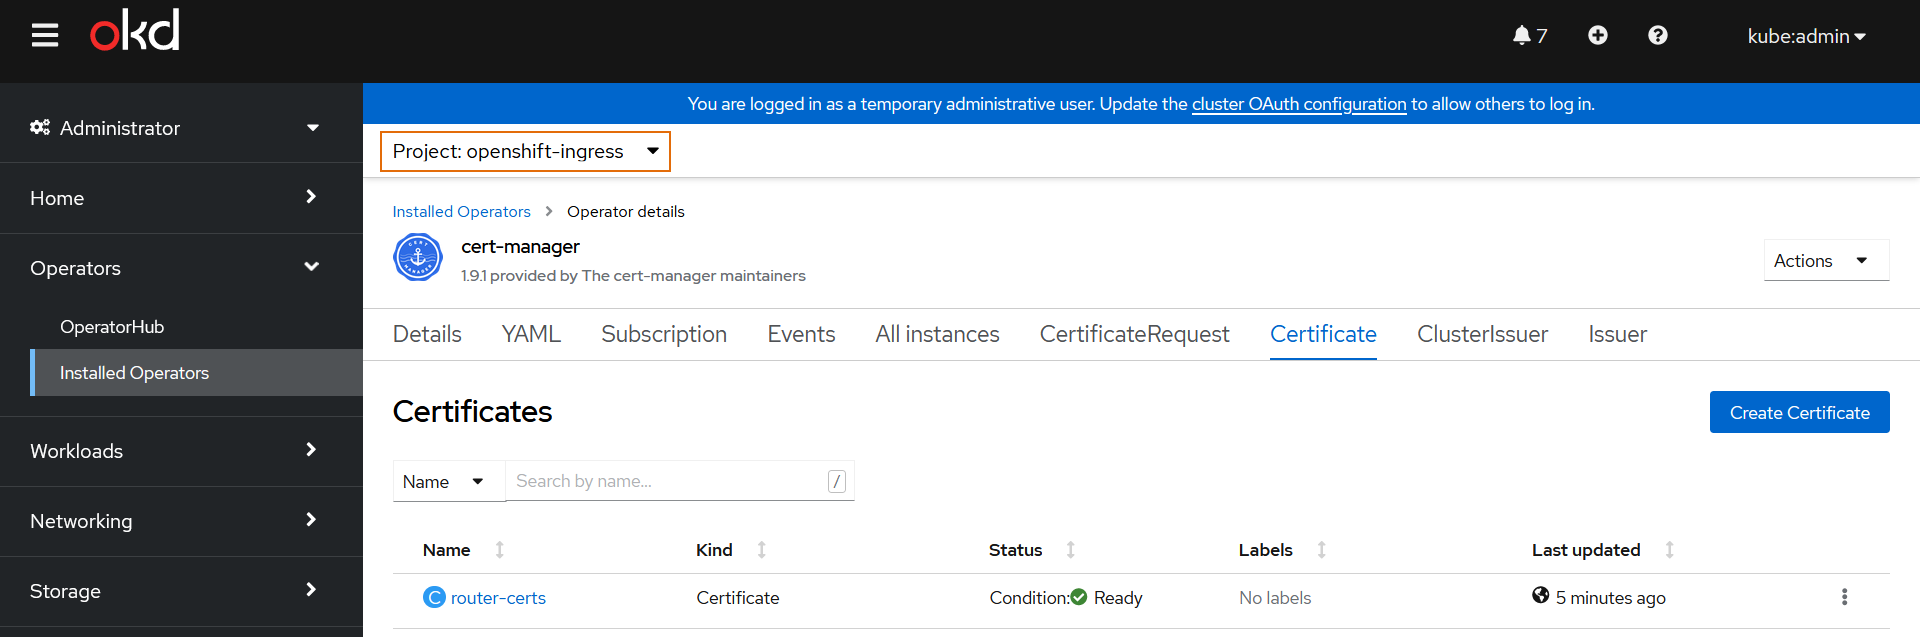 okd
7
kube:admin
Administrator
Home
Operators
OperatorHub
Installed Operators
Workloads
Networking
Storage
You are logged in as a temporary administrative user. Update the cluster OAuth configuration to allow others to log in.
Project: openshift-ingress
Installed Operators > Operator details
CERT
MANAGER
cert-manager
1.9.1 provided by The cert-manager maintainers
Actions
Details YAML Subscription Events All instances CertificateRequest Certificate ClusterIssuer Issuer
Certificates
Create Certificate
Name Search by name... /
Name Kind Status Labels Last updated
C router-certs Certificate Condition: Ready No labels 5 minutes ago